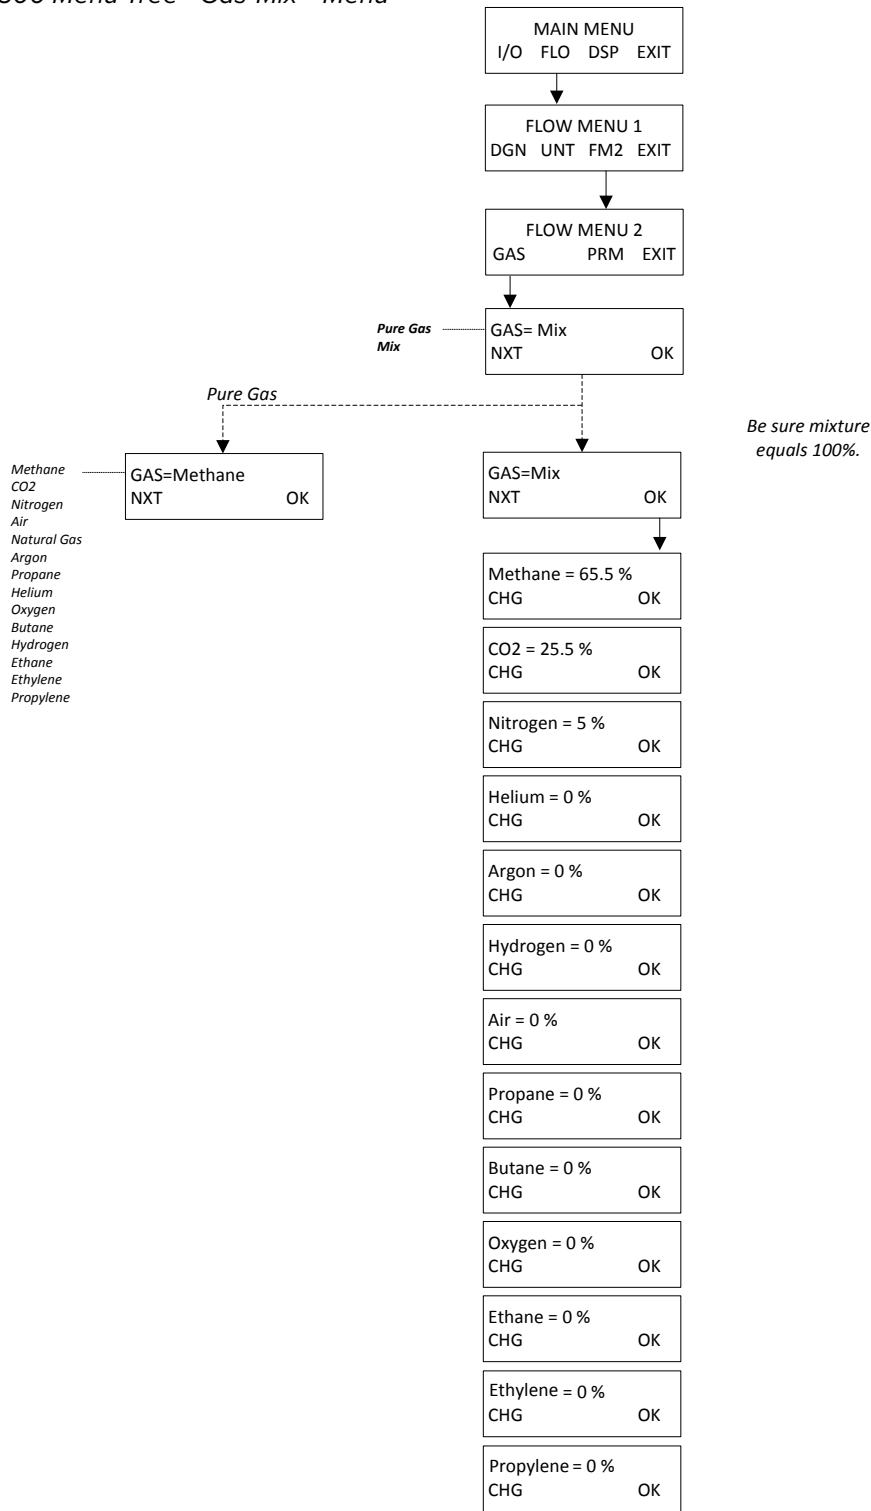 Menu Tree - Gas Mix - Menu
MAIN MENU
I/O FLO DSP EXIT
FLOW MENU 1
DGN UNT FM2 EXIT
FLOW MENU 2
GAS PRM EXIT
Pure Gas
Mix
GAS= Mix
NXT OK
Pure Gas
Be sure mixture
equals 100%.
Methane
CO2
Nitrogen
Air
Natural Gas
Argon
Propane
Helium
Oxygen
Butane
Hydrogen
Ethane
Ethylene
Propylene
GAS=Methane
NXT OK
GAS=Mix
NXT OK
Methane = 65.5 %
CHG OK
CO2 = 25.5 %
CHG OK
Nitrogen = 5 %
CHG OK
Helium = 0 %
CHG OK
Argon = 0 %
CHG OK
Hydrogen = 0 %
CHG OK
Air = 0 %
CHG OK
Propane = 0 %
CHG OK
Butane = 0 %
CHG OK
Oxygen = 0 %
CHG OK
Ethane = 0 %
CHG OK
Ethylene = 0 %
CHG OK
Propylene = 0 %
CHG OK